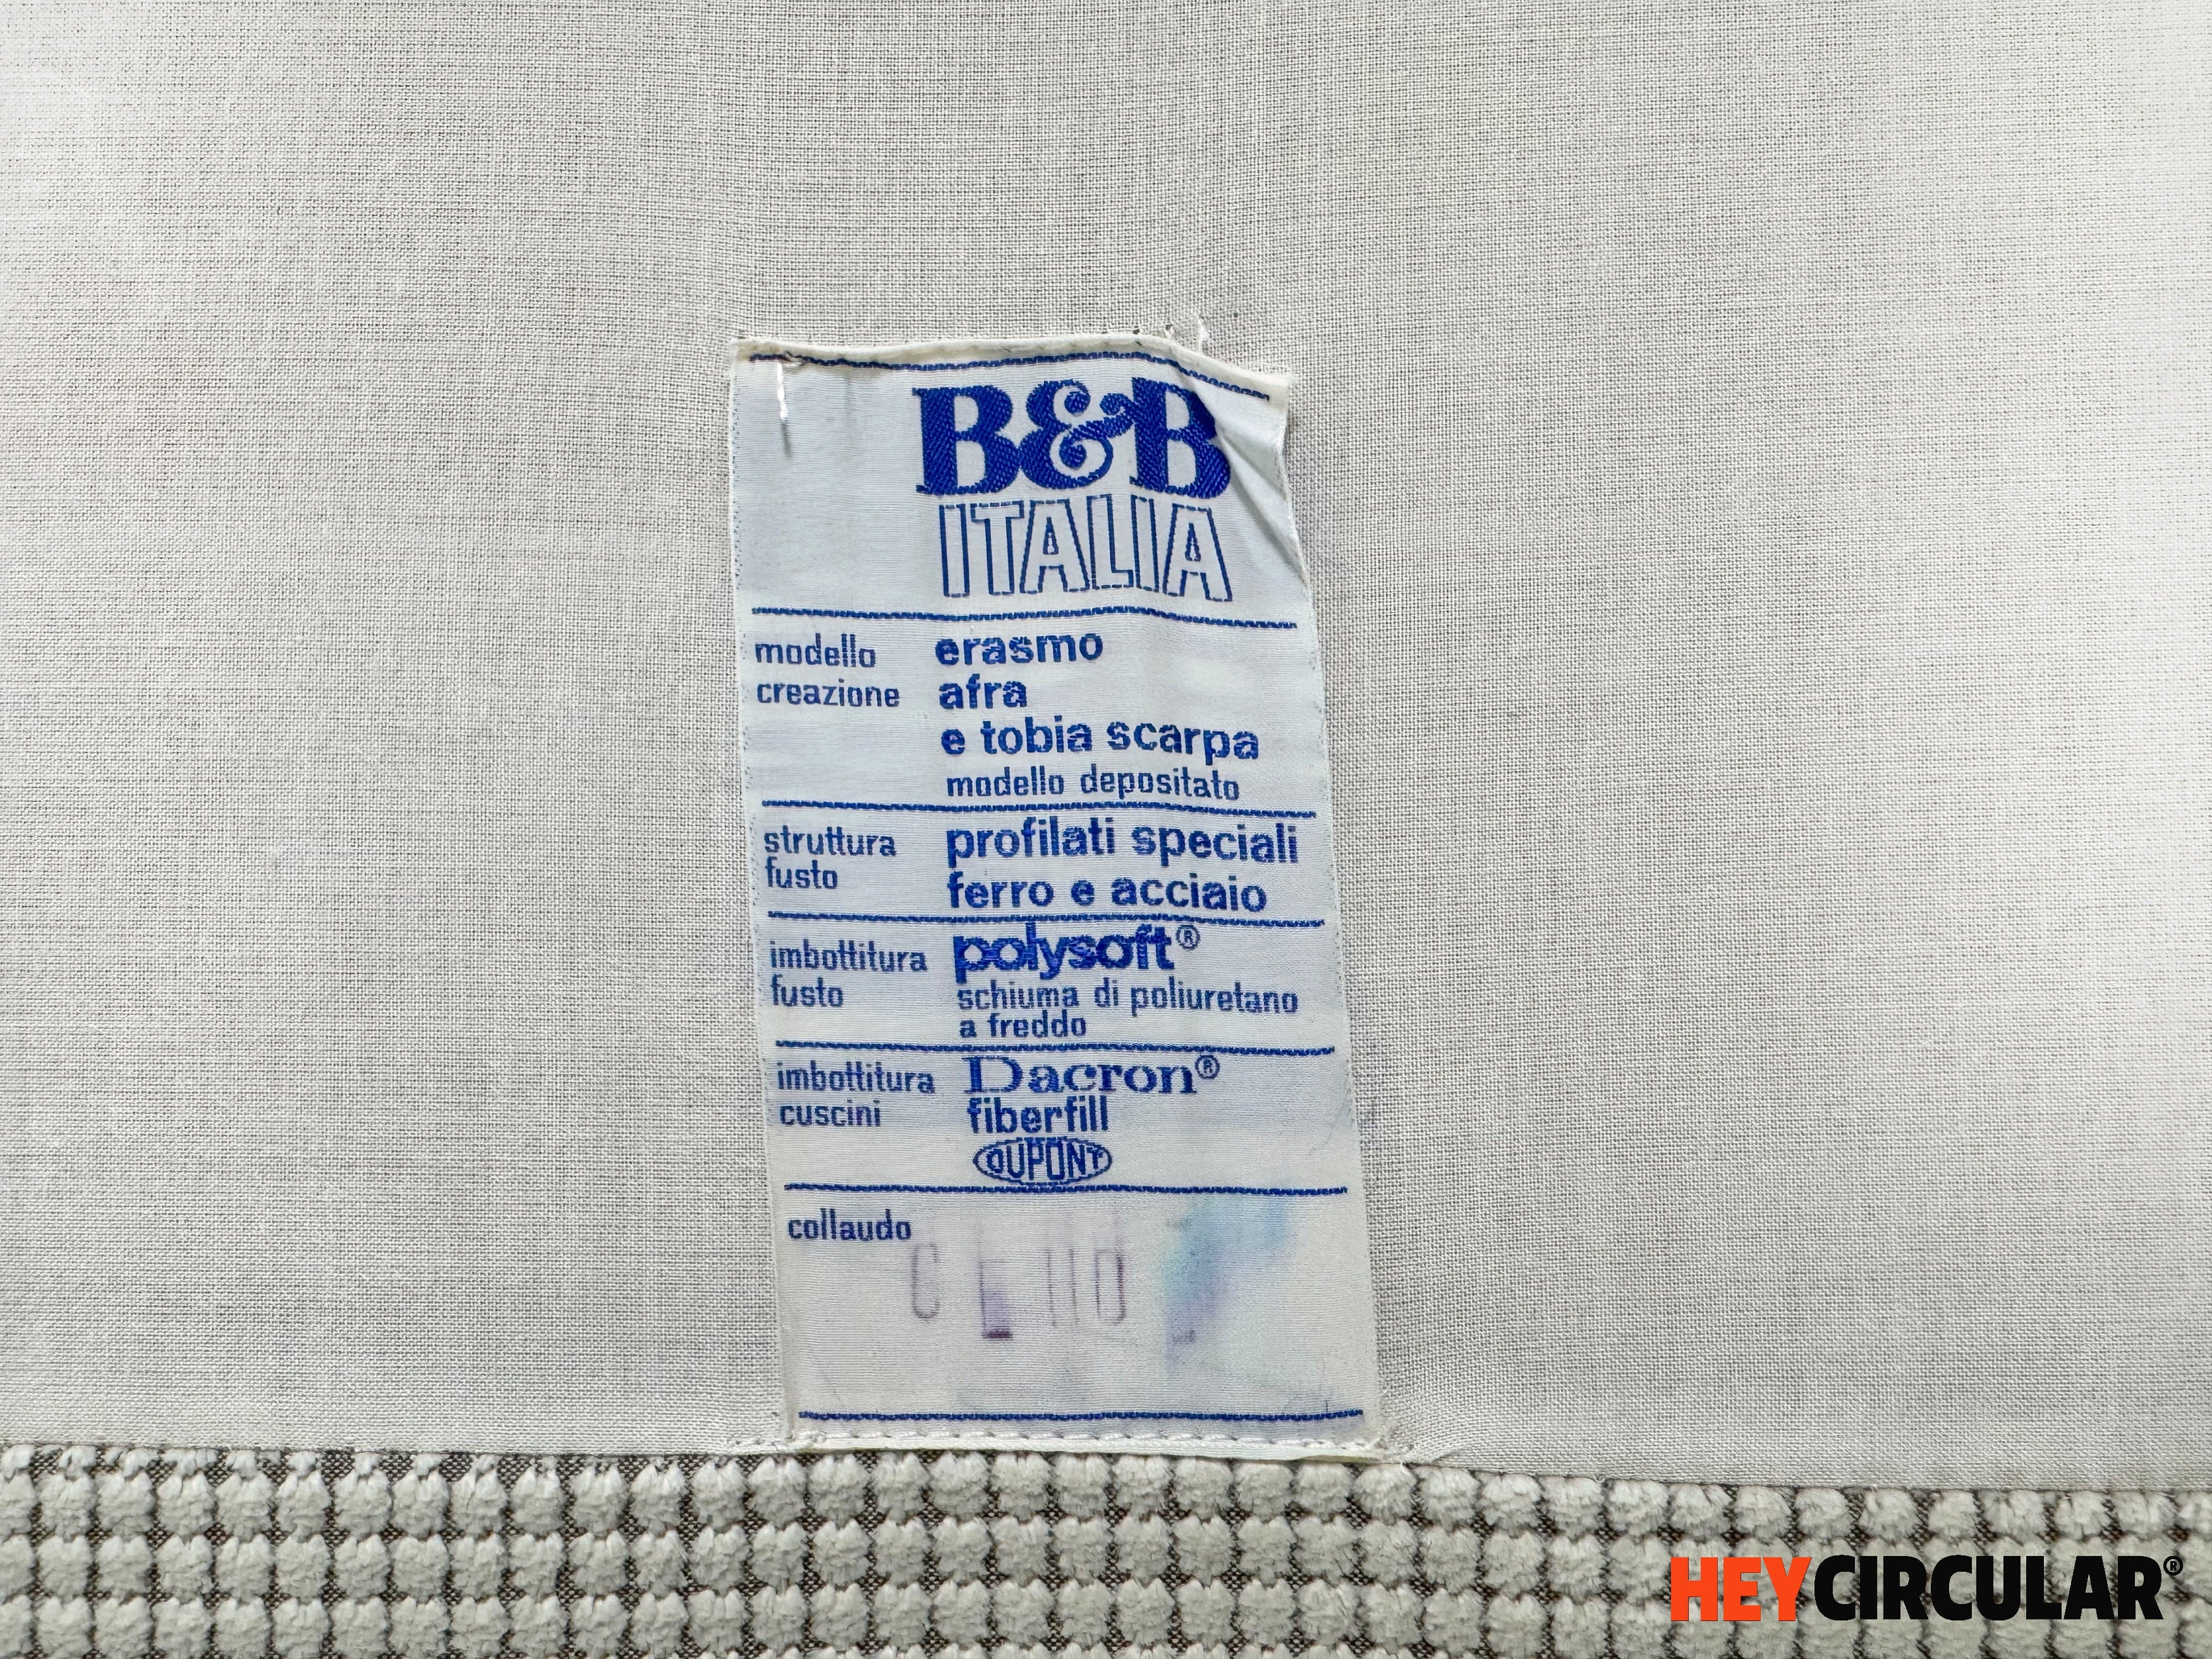 B&B
ITALIA
modello erasmo
creazione afra
e tobia scarpa
modello depositato
struttura profilati speciali
fusto ferro e acciaio
imbottitura polysoft®
fusto schiuma di poliuretano
a freddo
imbottitura Dacron®
cuscini fiberfill
DUPONT
collaudo
HEYCIRCULAR®